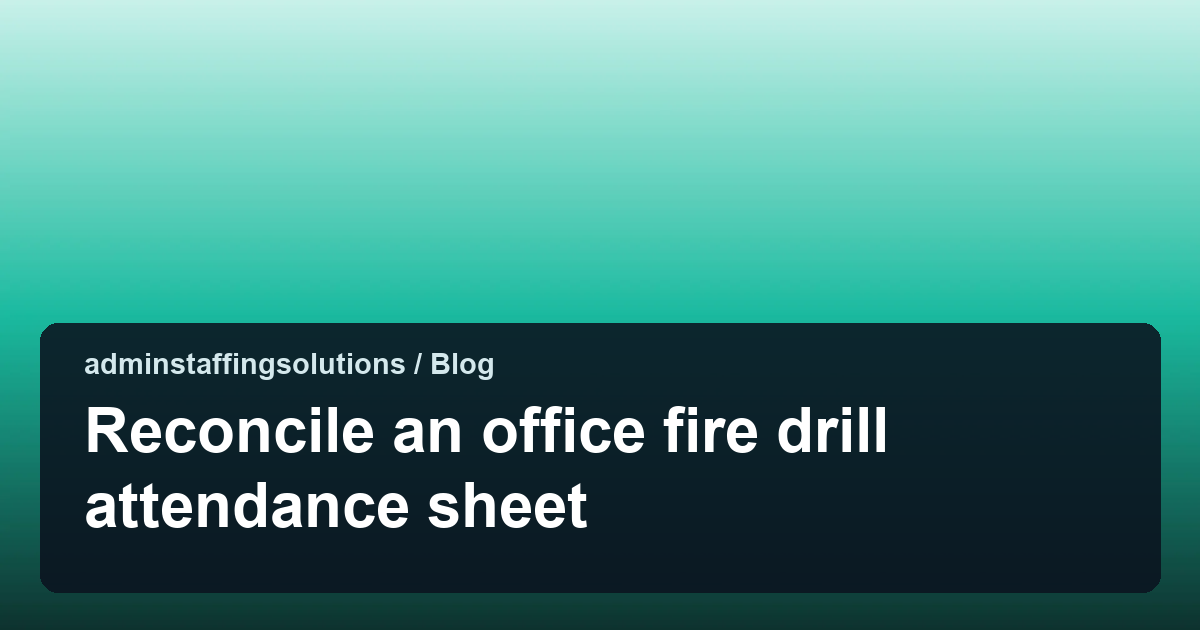 adminstaffingsolutions / Blog
Reconcile an office fire drill
attendance sheet